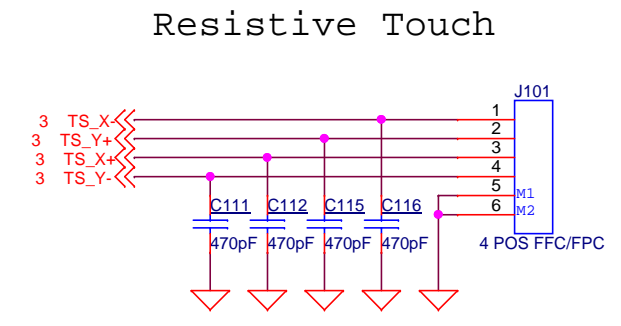 Resistive Touch
J101
3 TS_X- 1
3 TS_Y+ 2
3 TS_X+ 3
3 TS_Y- 4
5 M1
6 M2
C111 C112 C115 C116
470pF 470pF 470pF 470pF 4 POS FFC/FPC